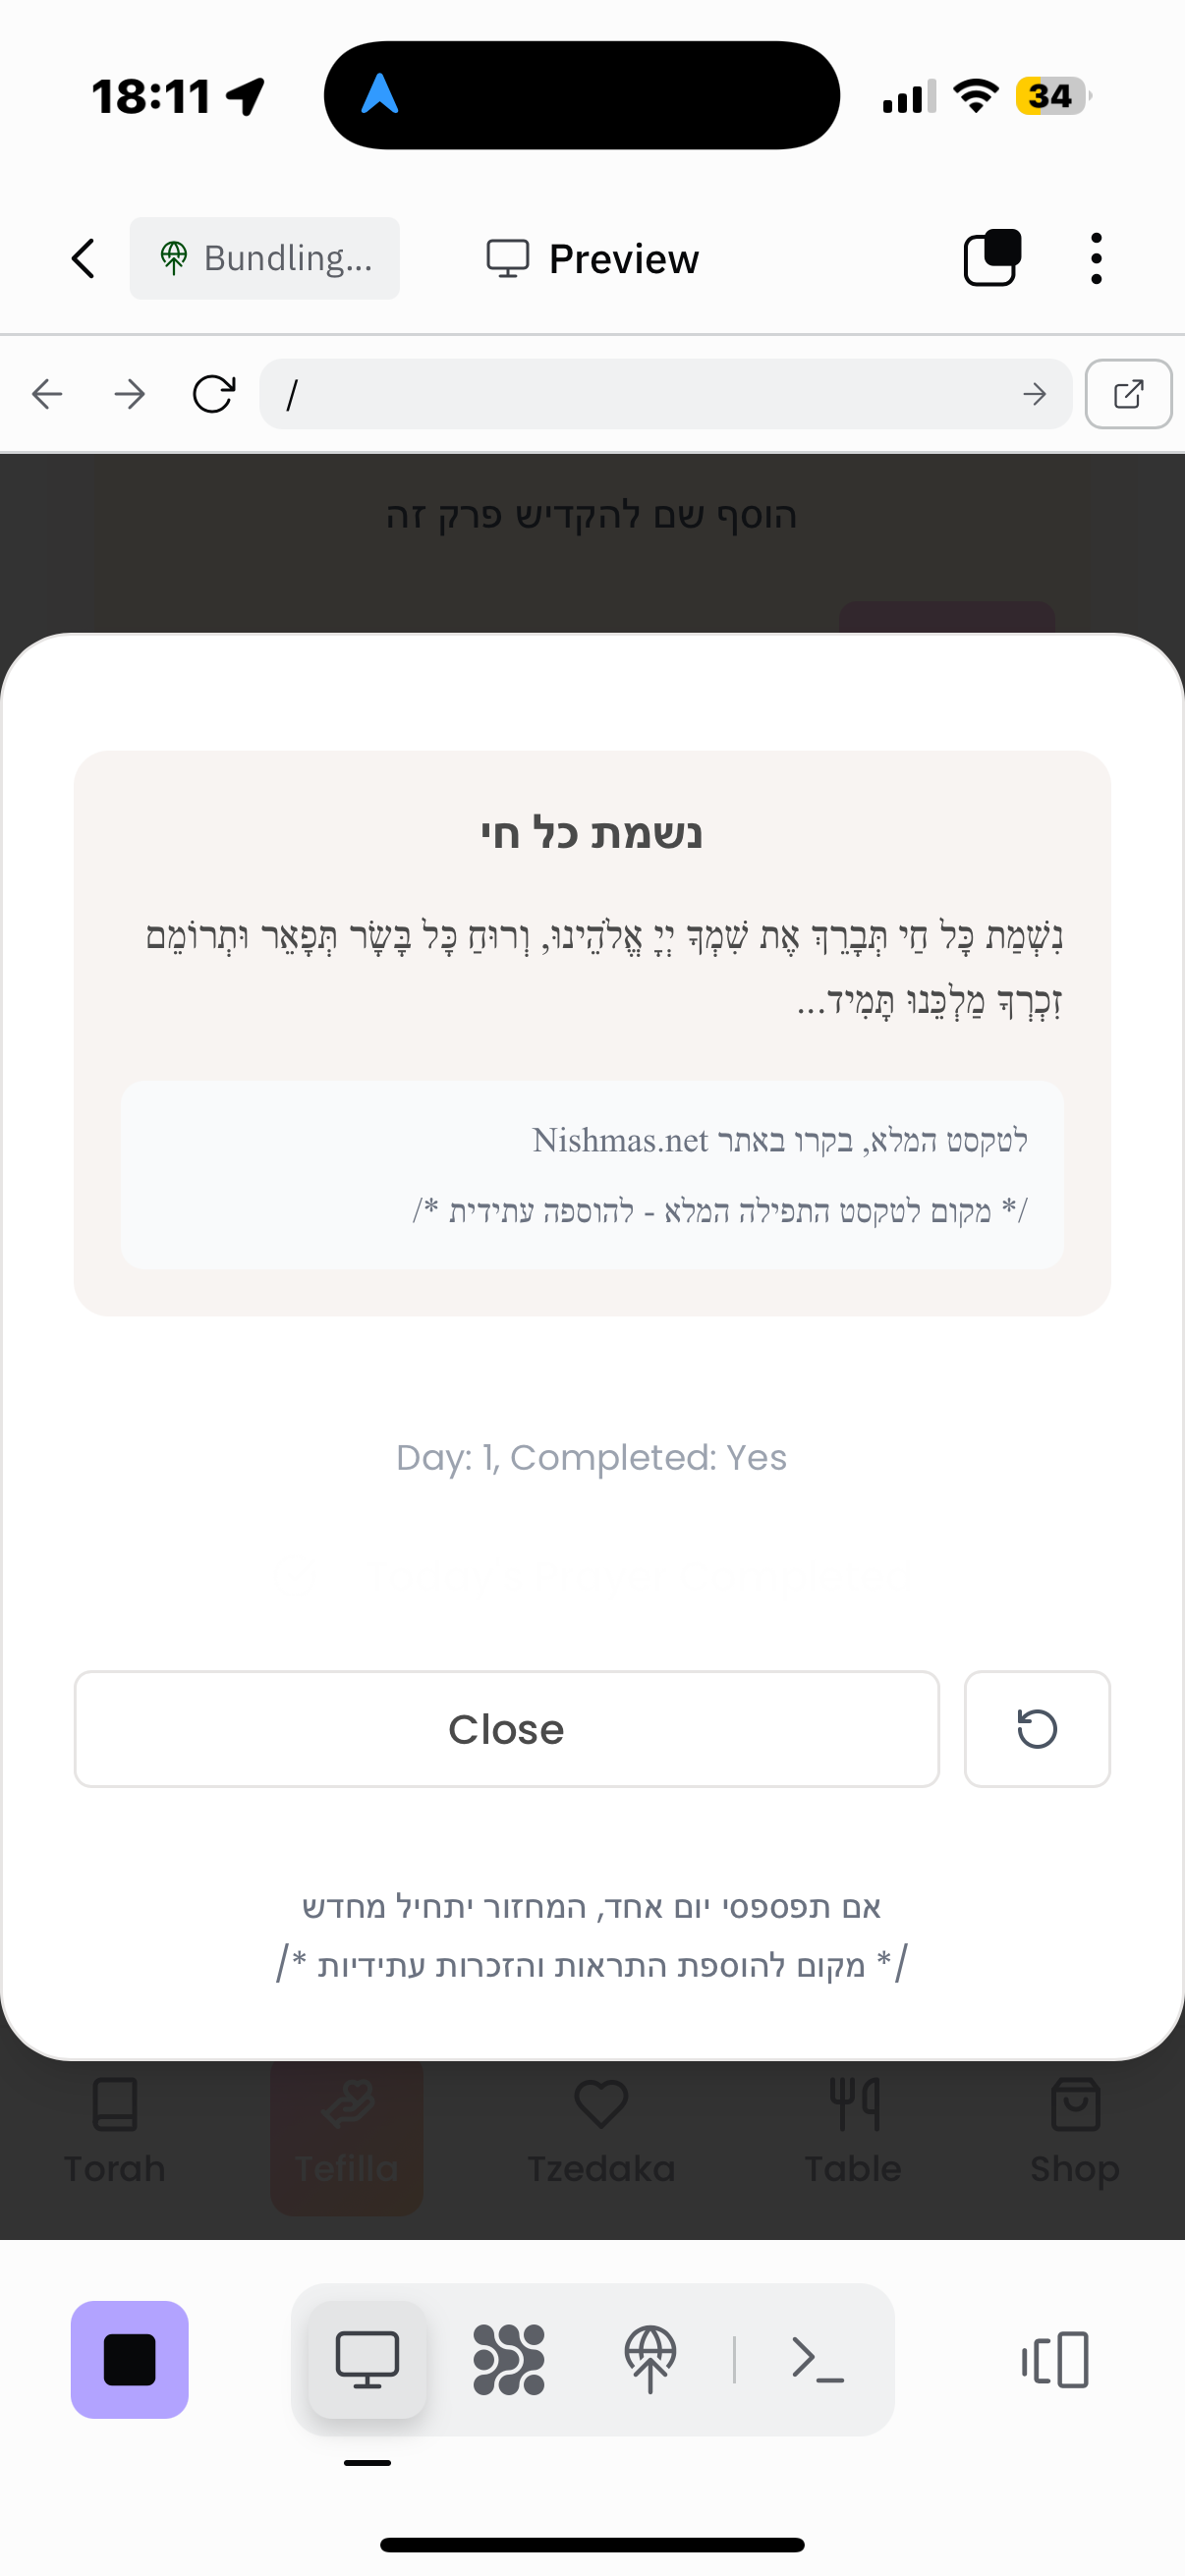 18:11
34
Bundling...
Preview
/
הוסף שם להקדיש פרק זה
נשמת כל חי
נִשְׁמַת כָּל חַי תְּבָרֵךְ אֶת שִׁמְךָ יְיָ אֱלֹהֵינוּ, וְרוּחַ כָּל בָּשָׂר תְּפָאֵר וּתְרוֹמֵם
זִכְרְךָ מַלְכֵּנוּ תָּמִיד...
לטקסט המלא, בקרו באתר Nishmas.net
/* מקום לטקסט התפילה המלא - להוספה עתידית */
Day: 1, Completed: Yes
Close
אם תפספסי יום אחד, המחזור יתחיל מחדש
/* מקום להוספת התראות והזכרות עתידיות */
Torah
Tefilla
Tzedaka
Table
Shop